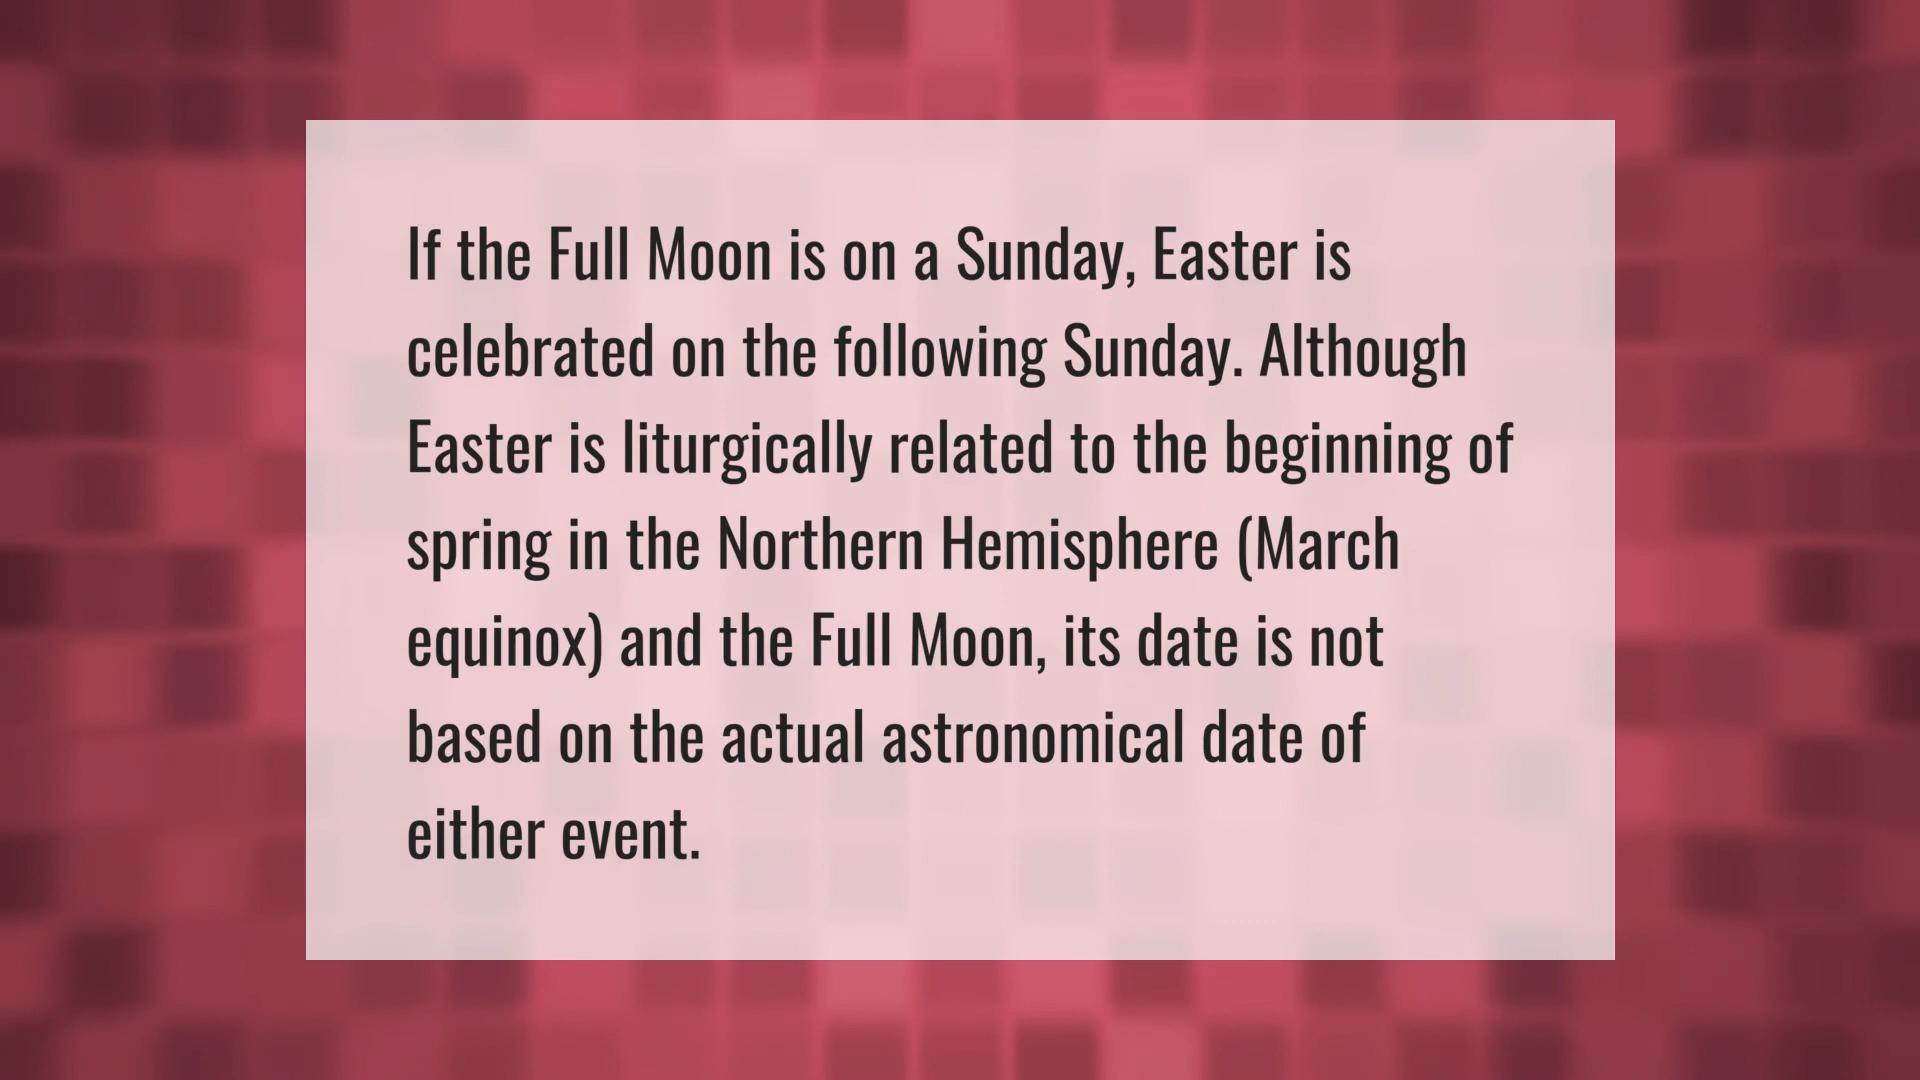 If the Full Moon is on a Sunday, Easter is
celebrated on the following Sunday. Although
Easter is liturgically related to the beginning of
spring in the Northern Hemisphere (March
equinox) and the Full Moon, its date is not
based on the actual astronomical date of
either event.